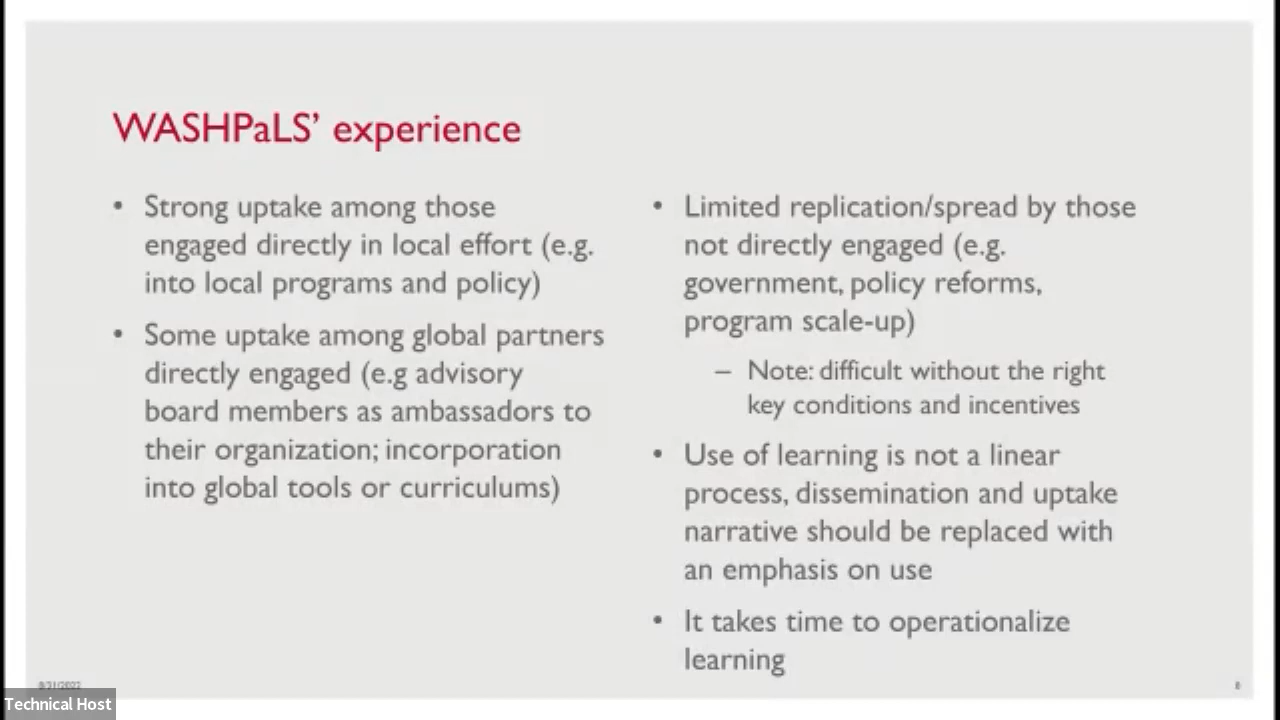 WASHPaLS’ experience
• Strong uptake among those
engaged directly in local effort (e.g.
into local programs and policy)
• Some uptake among global partners
directly engaged (e.g advisory
board members as ambassadors to
their organization; incorporation
into global tools or curriculums)
• Limited replication/spread by those
not directly engaged (e.g.
government, policy reforms,
program scale-up)
– Note: difficult without the right
key conditions and incentives
• Use of learning is not a linear
process, dissemination and uptake
narrative should be replaced with
an emphasis on use
• It takes time to operationalize
learning
Technical Host